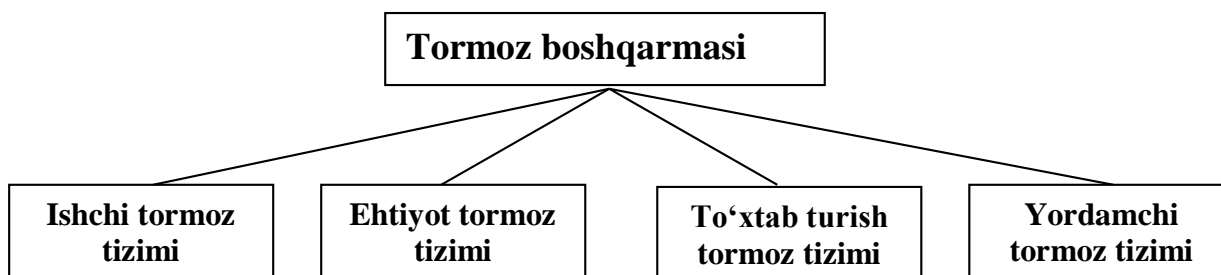 Tormoz boshqarmasi
Ishchi tormoz
tizimi
Ehtiyot tormoz
tizimi
To‘xtab turish
tormoz tizimi
Yordamchi
tormoz tizimi